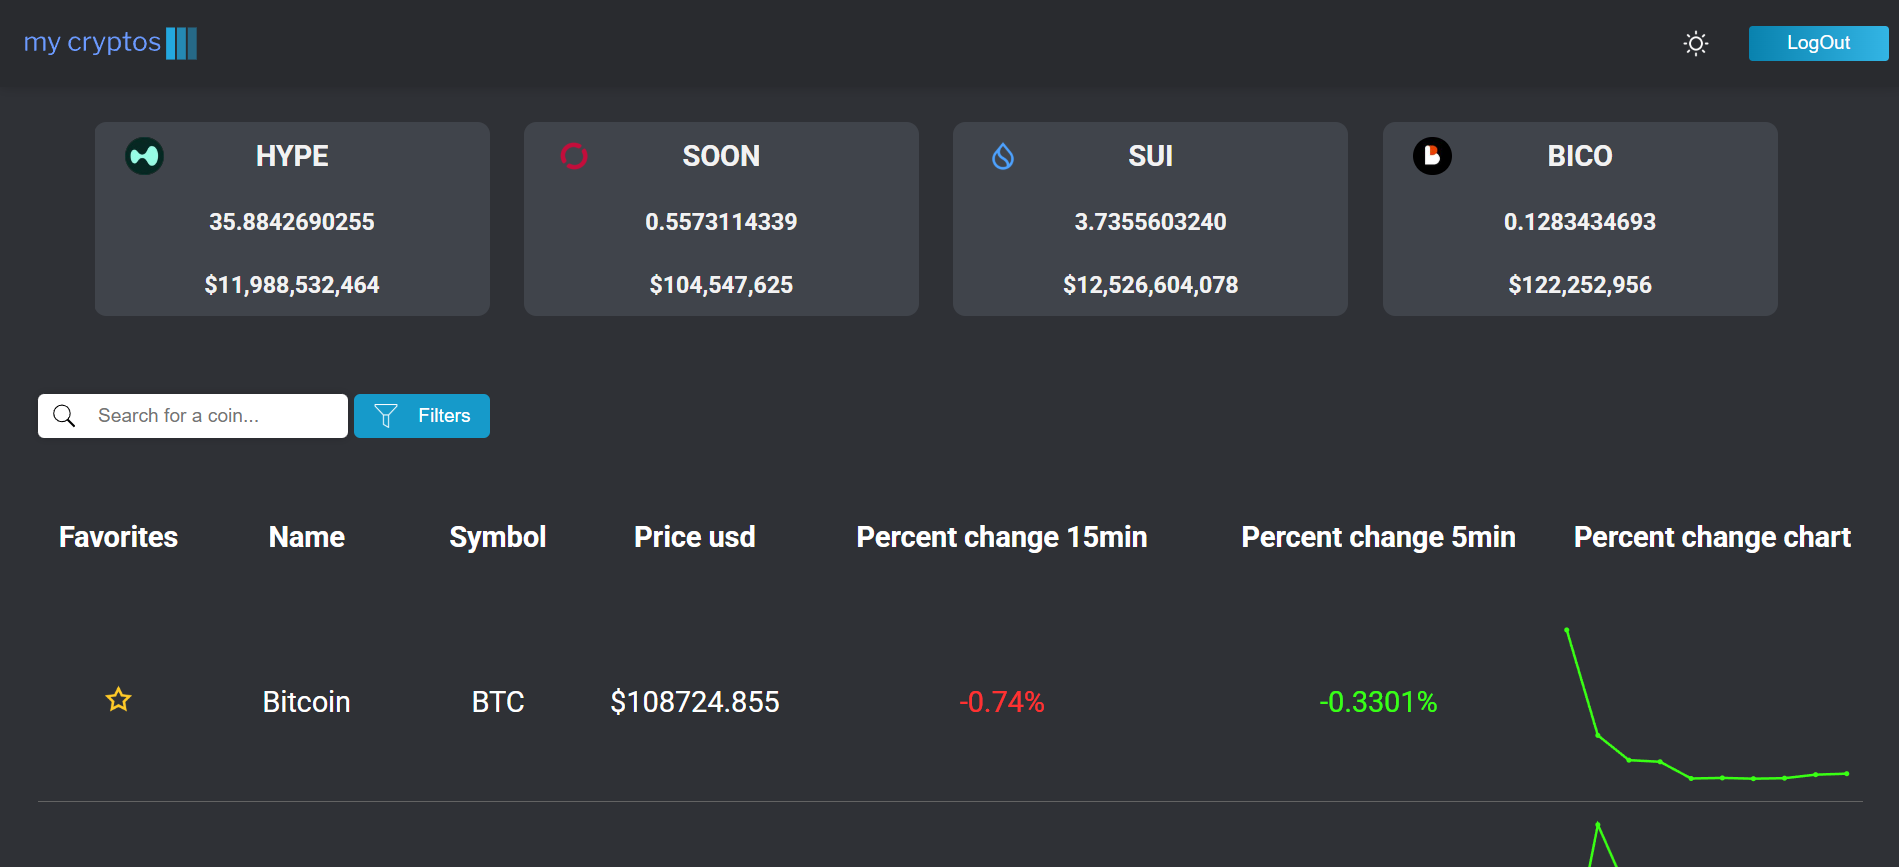 my cryptos
LogOut
HYPE
35.8842690255
$11,988,532,464
SOON
0.5573114339
$104,547,625
SUI
3.7355603240
$12,526,604,078
BICO
0.1283434693
$122,252,956
Search for a coin...
Filters
Favorites Name Symbol Price usd Percent change 15min Percent change 5min Percent change chart
Bitcoin BTC $108724.855 -0.74% -0.3301%